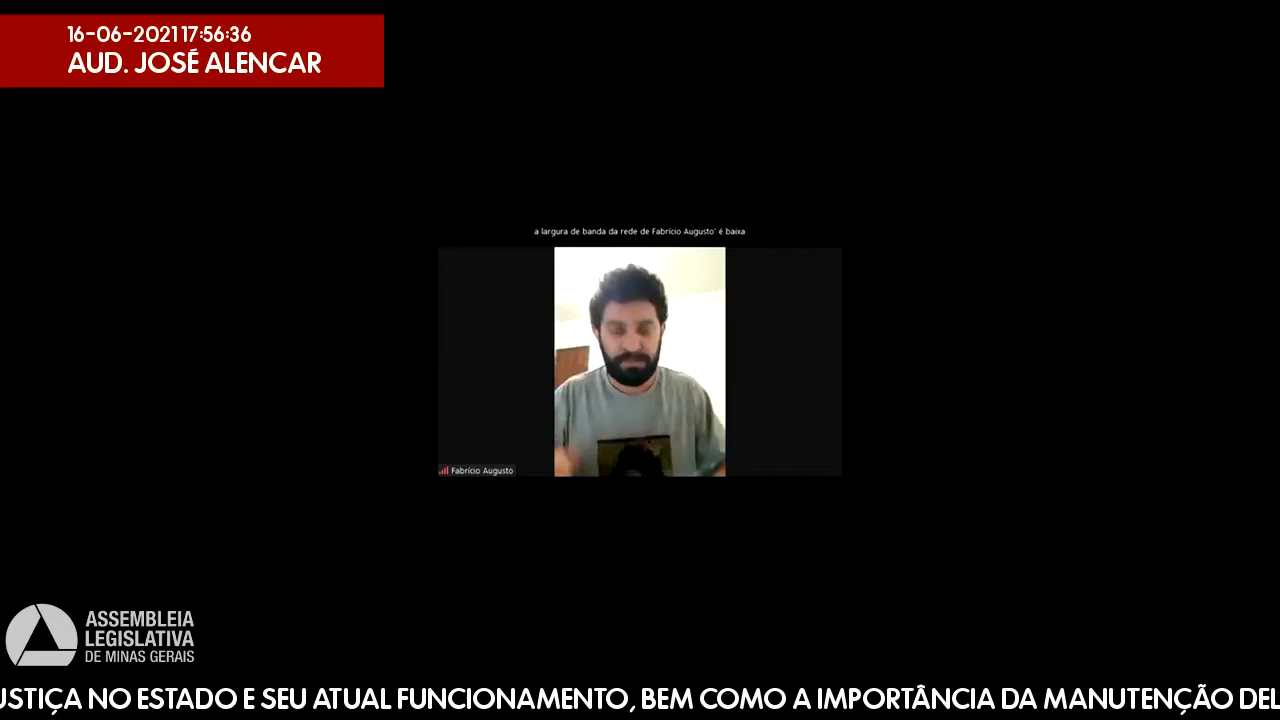 16-06-2021 17:56:36
AUD. JOSÉ ALENCAR
a largura de banda da rede de Fabrício Augusto' é baixa
Fabrício Augusto
ASSEMBLEIA
LEGISLATIVA
DE MINAS GERAIS
USTIÇA NO ESTADO E SEU ATUAL FUNCIONAMENTO, BEM COMO A IMPORTÂNCIA DA MANUTENÇÃO DEL